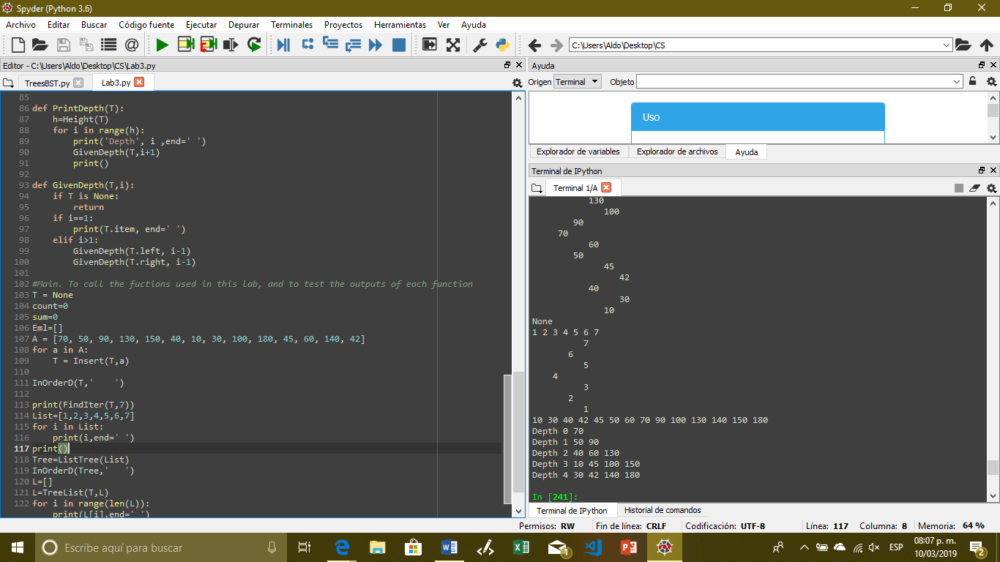 Spyder (Python 3.6)
Archivo Editar Buscar Código fuente Ejecutar Depurar Terminales Proyectos Herramientas Ver Ayuda
C:\Users\Aldo\Desktop\CS
Editor - C:\Users\Aldo\Desktop\CS\Lab3.py
TreesBST.py Lab3.py
85
86 def PrintDepth(T):
87     h=Height(T)
88     for i in range(h):
89         print('Depth', i ,end=' ')
90         GivenDepth(T,i+1)
91         print()
92
93 def GivenDepth(T,i):
94     if T is None:
95         return
96     if i==1:
97         print(T.item, end=' ')
98     elif i>1:
99         GivenDepth(T.left, i-1)
100         GivenDepth(T.right, i-1)
101
102 #Main. To call the fuctions used in this lab, and to test the outputs of each function
103 T = None
104 count=0
105 sum=0
106 Eml=[]
107 A = [70, 50, 90, 130, 150, 40, 10, 30, 100, 180, 45, 60, 140, 42]
108 for a in A:
109     T = Insert(T,a)
110
111 InOrderD(T,'    ')
112
113 print(FindIter(T,7))
114 List=[1,2,3,4,5,6,7]
115 for i in List:
116     print(i,end=' ')
117 print()
118 Tree=ListTree(List)
119 InOrderD(Tree,'   ')
120 L=[]
121 L=TreeList(T,L)
122 for i in range(len(L)):
    print(L[i],end=' ')
Ayuda
Origen Terminal Objeto
Uso
Explorador de variables Explorador de archivos Ayuda
Terminal de IPython
Terminal 1/A
130
100
90
70
60
50
45
42
40
30
10
None
1 2 3 4 5 6 7
7
6
5
4
3
2
1
10 30 40 42 45 50 60 70 90 100 130 140 150 180
Depth 0 70
Depth 1 50 90
Depth 2 40 60 130
Depth 3 10 45 100 150
Depth 4 30 42 140 180
In [241]:
Terminal de IPython Historial de comandos
Permisos: RW Fin de línea: CRLF Codificación: UTF-8 Línea: 117 Columna: 8 Memoria: 64 %
Escribe aquí para buscar
1
ESP
08:07 p. m.
10/03/2019
2